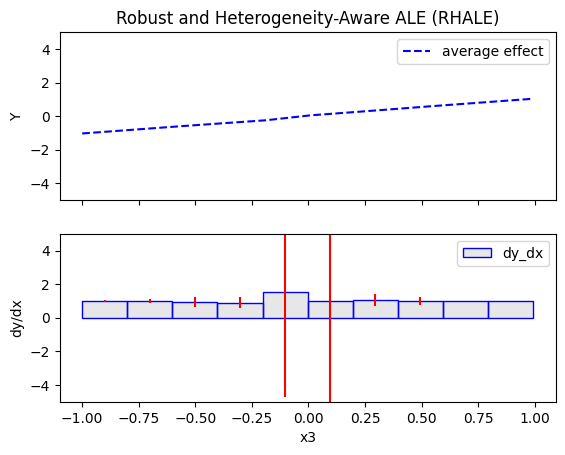 Robust and Heterogeneity-Aware ALE (RHALE)
4
2
0
−2
−4
Y
average effect
4
2
0
−2
−4
dy/dx
dy_dx
−1.00 −0.75 −0.50 −0.25 0.00 0.25 0.50 0.75 1.00
x3